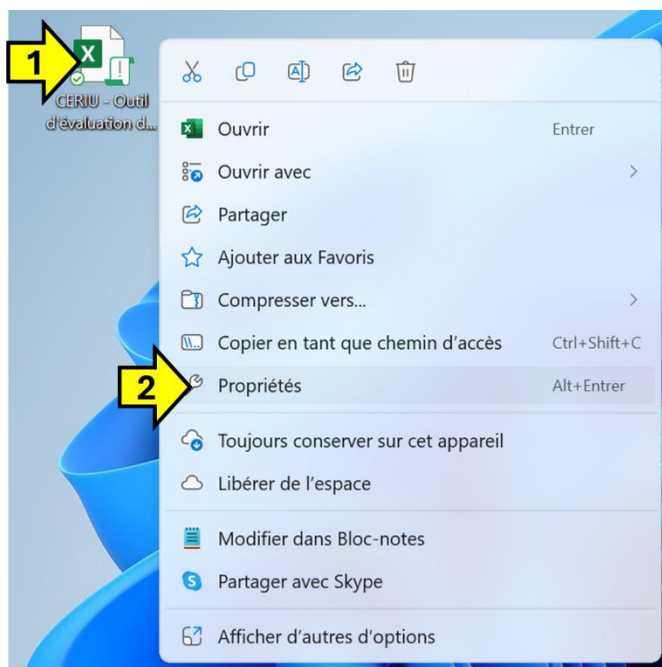 1
CERIU - Outil
d'évaluation d...
Ouvrir Entrer
Ouvrir avec
Partager
Ajouter aux Favoris
Compresser vers...
Copier en tant que chemin d'accès Ctrl+Shift+C
2 Propriétés Alt+Entrer
Toujours conserver sur cet appareil
Libérer de l'espace
Modifier dans Bloc-notes
Partager avec Skype
Afficher d'autres d'options